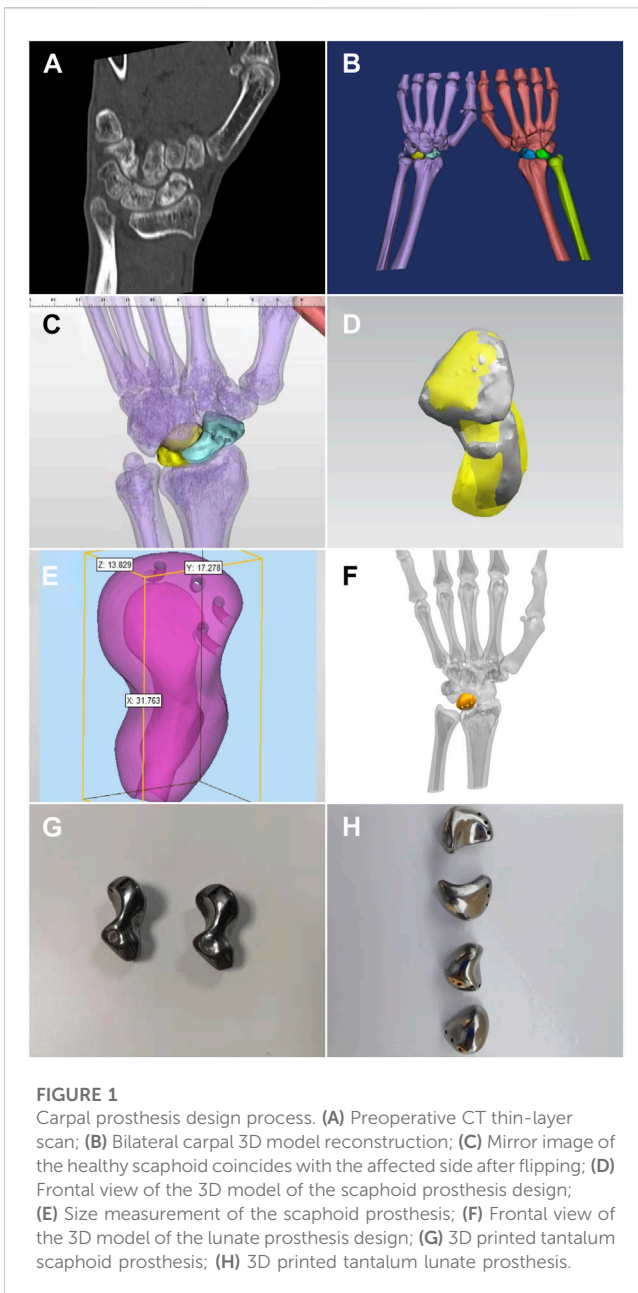 A
B
C
D
E
Z: 13.829
Y: 17.278
X: 31.763
F
G
H
FIGURE 1
Carpal prosthesis design process. (A) Preoperative CT thin-layer
scan; (B) Bilateral carpal 3D model reconstruction; (C) Mirror image of
the healthy scaphoid coincides with the affected side after flipping; (D)
Frontal view of the 3D model of the scaphoid prosthesis design;
(E) Size measurement of the scaphoid prosthesis; (F) Frontal view of
the 3D model of the lunate prosthesis design; (G) 3D printed tantalum
scaphoid prosthesis; (H) 3D printed tantalum lunate prosthesis.